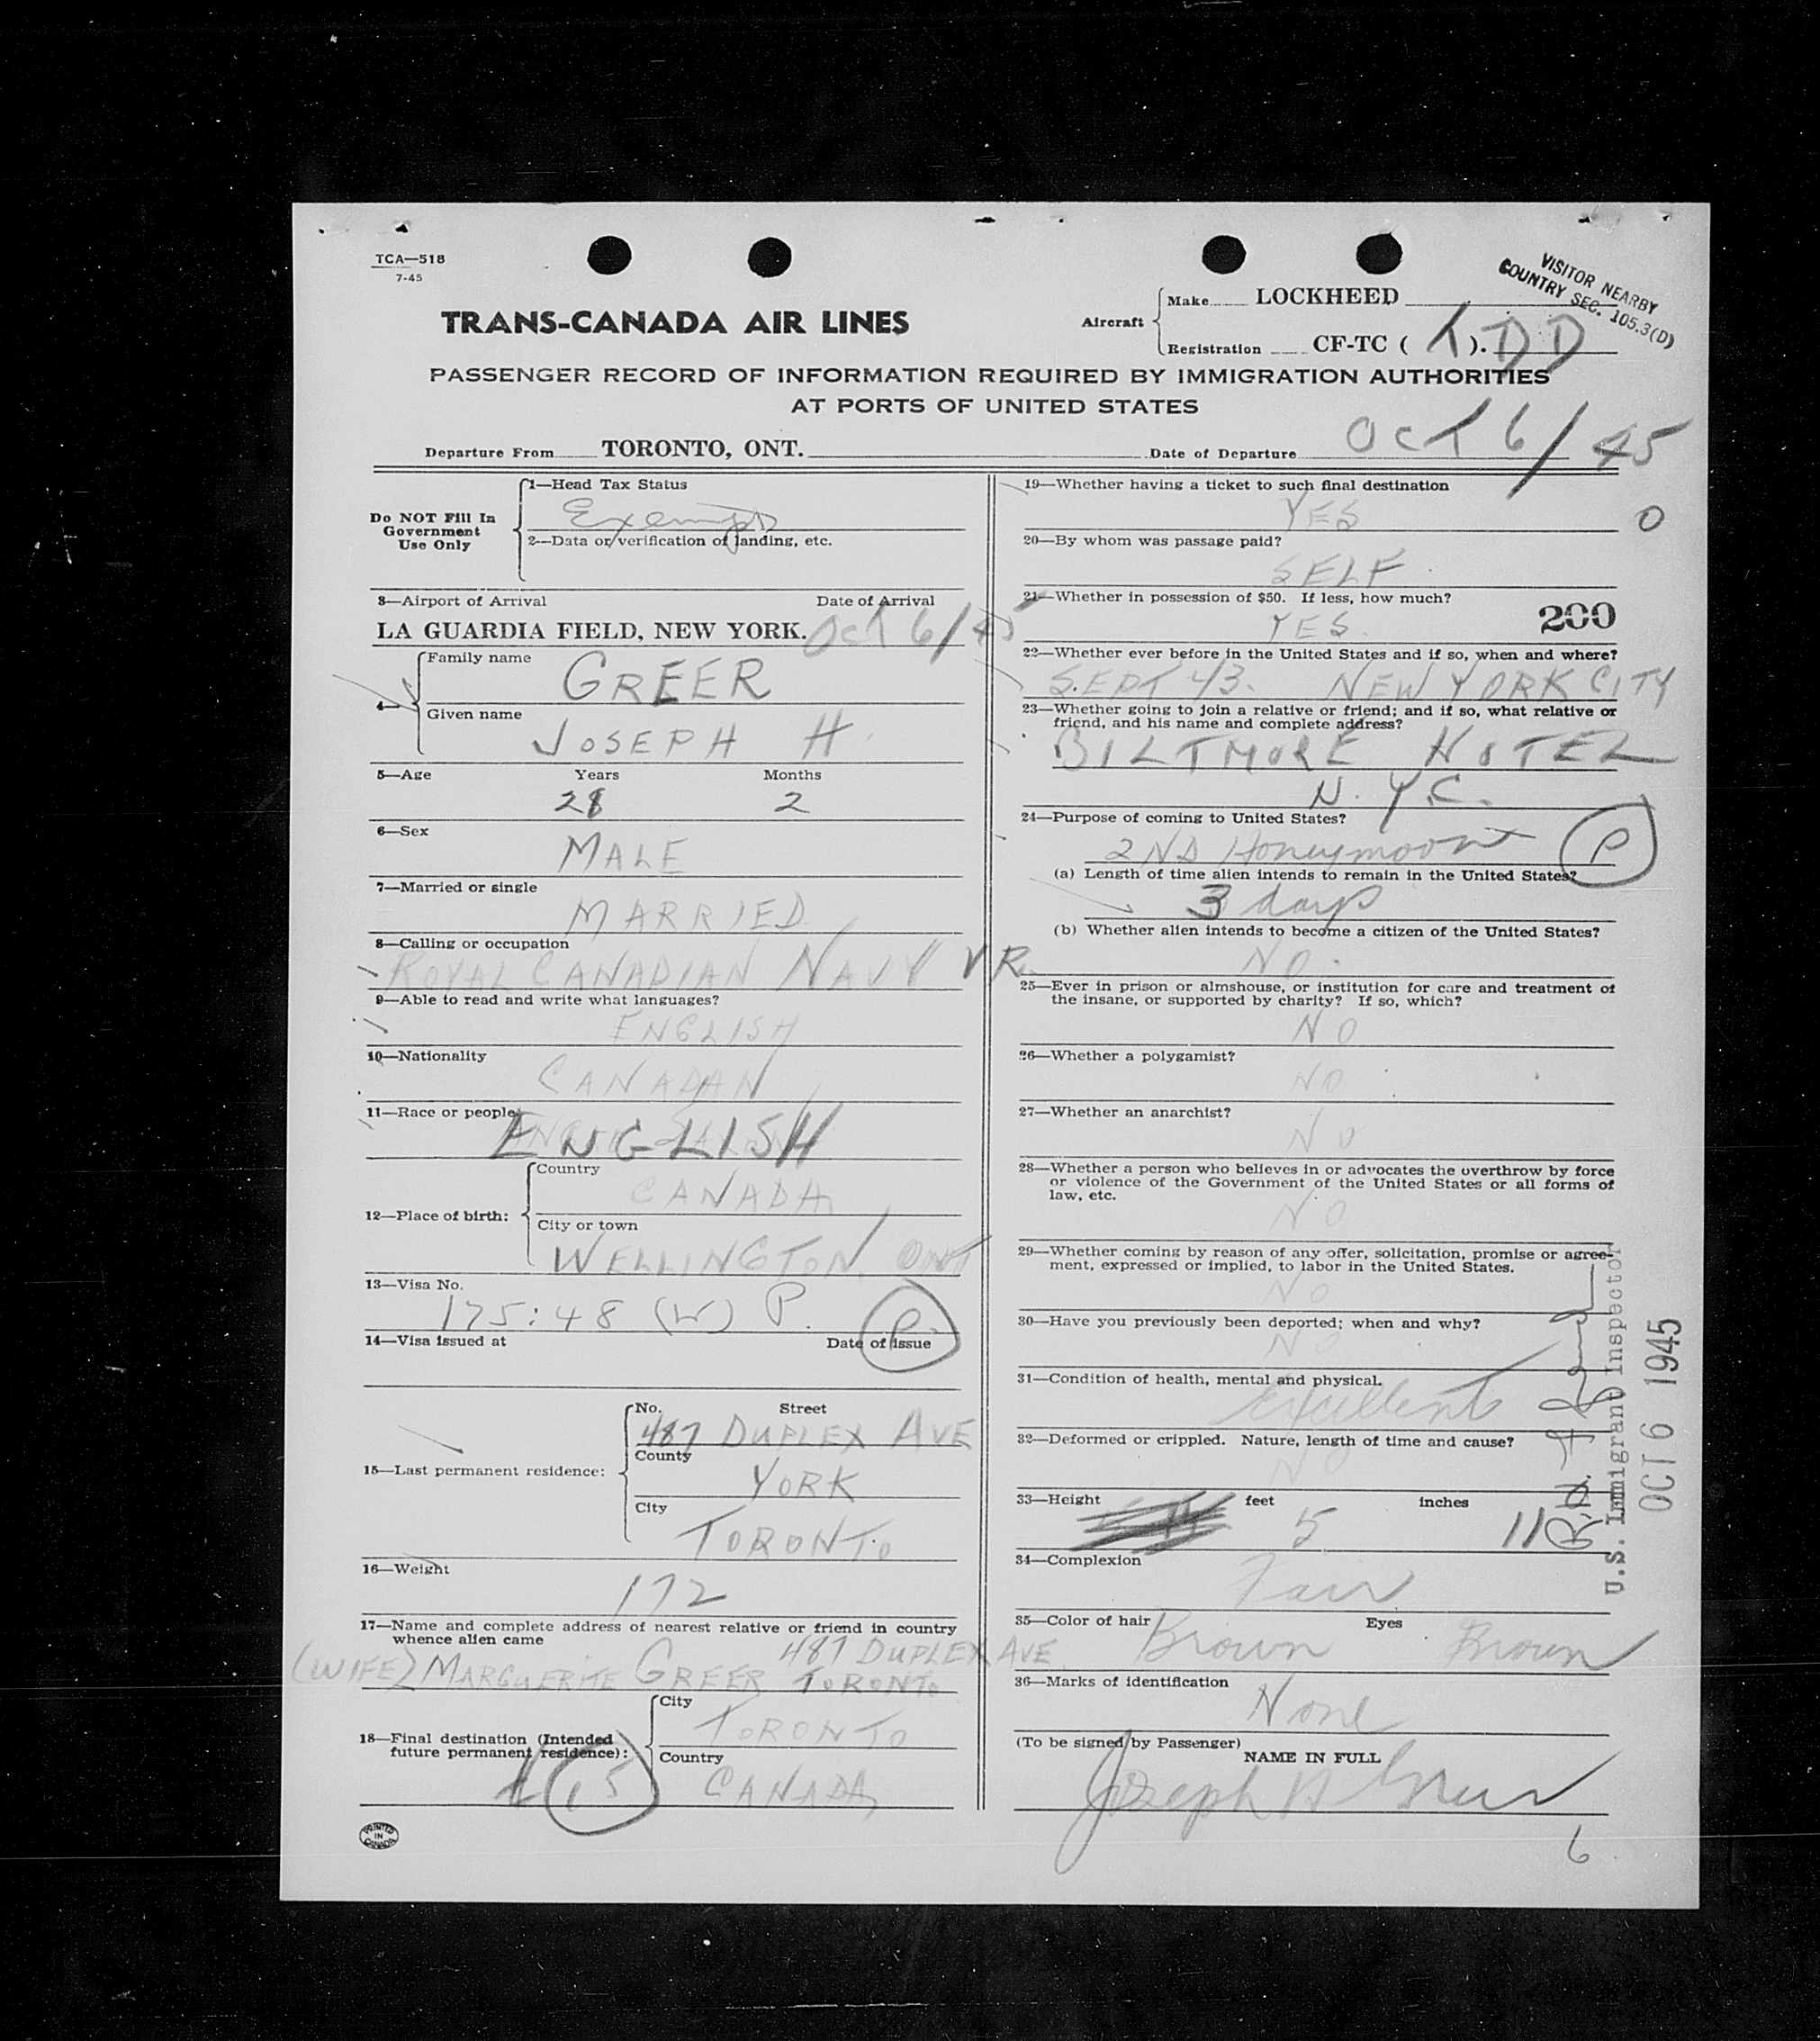 TCA—518
7-45
VISITOR NEARBY
COUNTRY SEC. 105.3(D)
TRANS-CANADA AIR LINES
Aircraft
Make LOCKHEED
Registration CF-TC ( T ). DD
PASSENGER RECORD OF INFORMATION REQUIRED BY IMMIGRATION AUTHORITIES
AT PORTS OF UNITED STATES
Departure From TORONTO, ONT. Date of Departure OCT 6/45
Do NOT Fill In
Government
Use Only
1—Head Tax Status
Exempt
2—Data or verification of landing, etc.
3—Airport of Arrival Date of Arrival
LA GUARDIA FIELD, NEW YORK. OCT 6/45
4—
Family name
GREER
Given name
JOSEPH H.
5—Age Years Months
28 2
6—Sex
MALE
7—Married or single
MARRIED
8—Calling or occupation
ROYAL CANADIAN NAVY VR
9—Able to read and write what languages?
ENGLISH
10—Nationality
CANADAN
11—Race or people
ENGLISH
12—Place of birth:
Country
CANADA
City or town
WELLINGTON, ONT
13—Visa No.
175:48 (W) P.
P.
14—Visa issued at Date of issue
15—Last permanent residence:
No. Street
487 DUPLEX AVE
County
YORK
City
TORONTO
16—Weight
172
17—Name and complete address of nearest relative or friend in country
whence alien came
487 DUPLEX AVE
(WIFE) MARGUERITE GREER TORONTO
18—Final destination (Intended
future permanent residence):
City
TORONTO
Country
CANADA
15
PRINTED
IN
CANADA
19—Whether having a ticket to such final destination
YES
0
20—By whom was passage paid?
SELF
21—Whether in possession of $50. If less, how much?
YES
200
22—Whether ever before in the United States and if so, when and where?
SEPT 43. NEW YORK CITY
23—Whether going to join a relative or friend; and if so, what relative or
friend, and his name and complete address?
BILTMORE HOTEL
N.Y.C.
24—Purpose of coming to United States?
2ND Honeymoon
P
(a) Length of time alien intends to remain in the United States?
3 days
(b) Whether alien intends to become a citizen of the United States?
NO.
25—Ever in prison or almshouse, or institution for care and treatment of
the insane, or supported by charity? If so, which?
NO
26—Whether a polygamist?
NO
27—Whether an anarchist?
NO
28—Whether a person who believes in or advocates the overthrow by force
or violence of the Government of the United States or all forms of
law, etc.
NO
29—Whether coming by reason of any offer, solicitation, promise or agree-
ment, expressed or implied, to labor in the United States.
NO
30—Have you previously been deported; when and why?
NO
31—Condition of health, mental and physical.
Excellent
32—Deformed or crippled. Nature, length of time and cause?
NO
33—Height feet inches
5 11
34—Complexion
Fair
35—Color of hair Eyes
Brown Brown
36—Marks of identification
None
(To be signed by Passenger)
NAME IN FULL
Joseph H Greer
6
U.S. Immigrant Inspector
OCT 6 1945